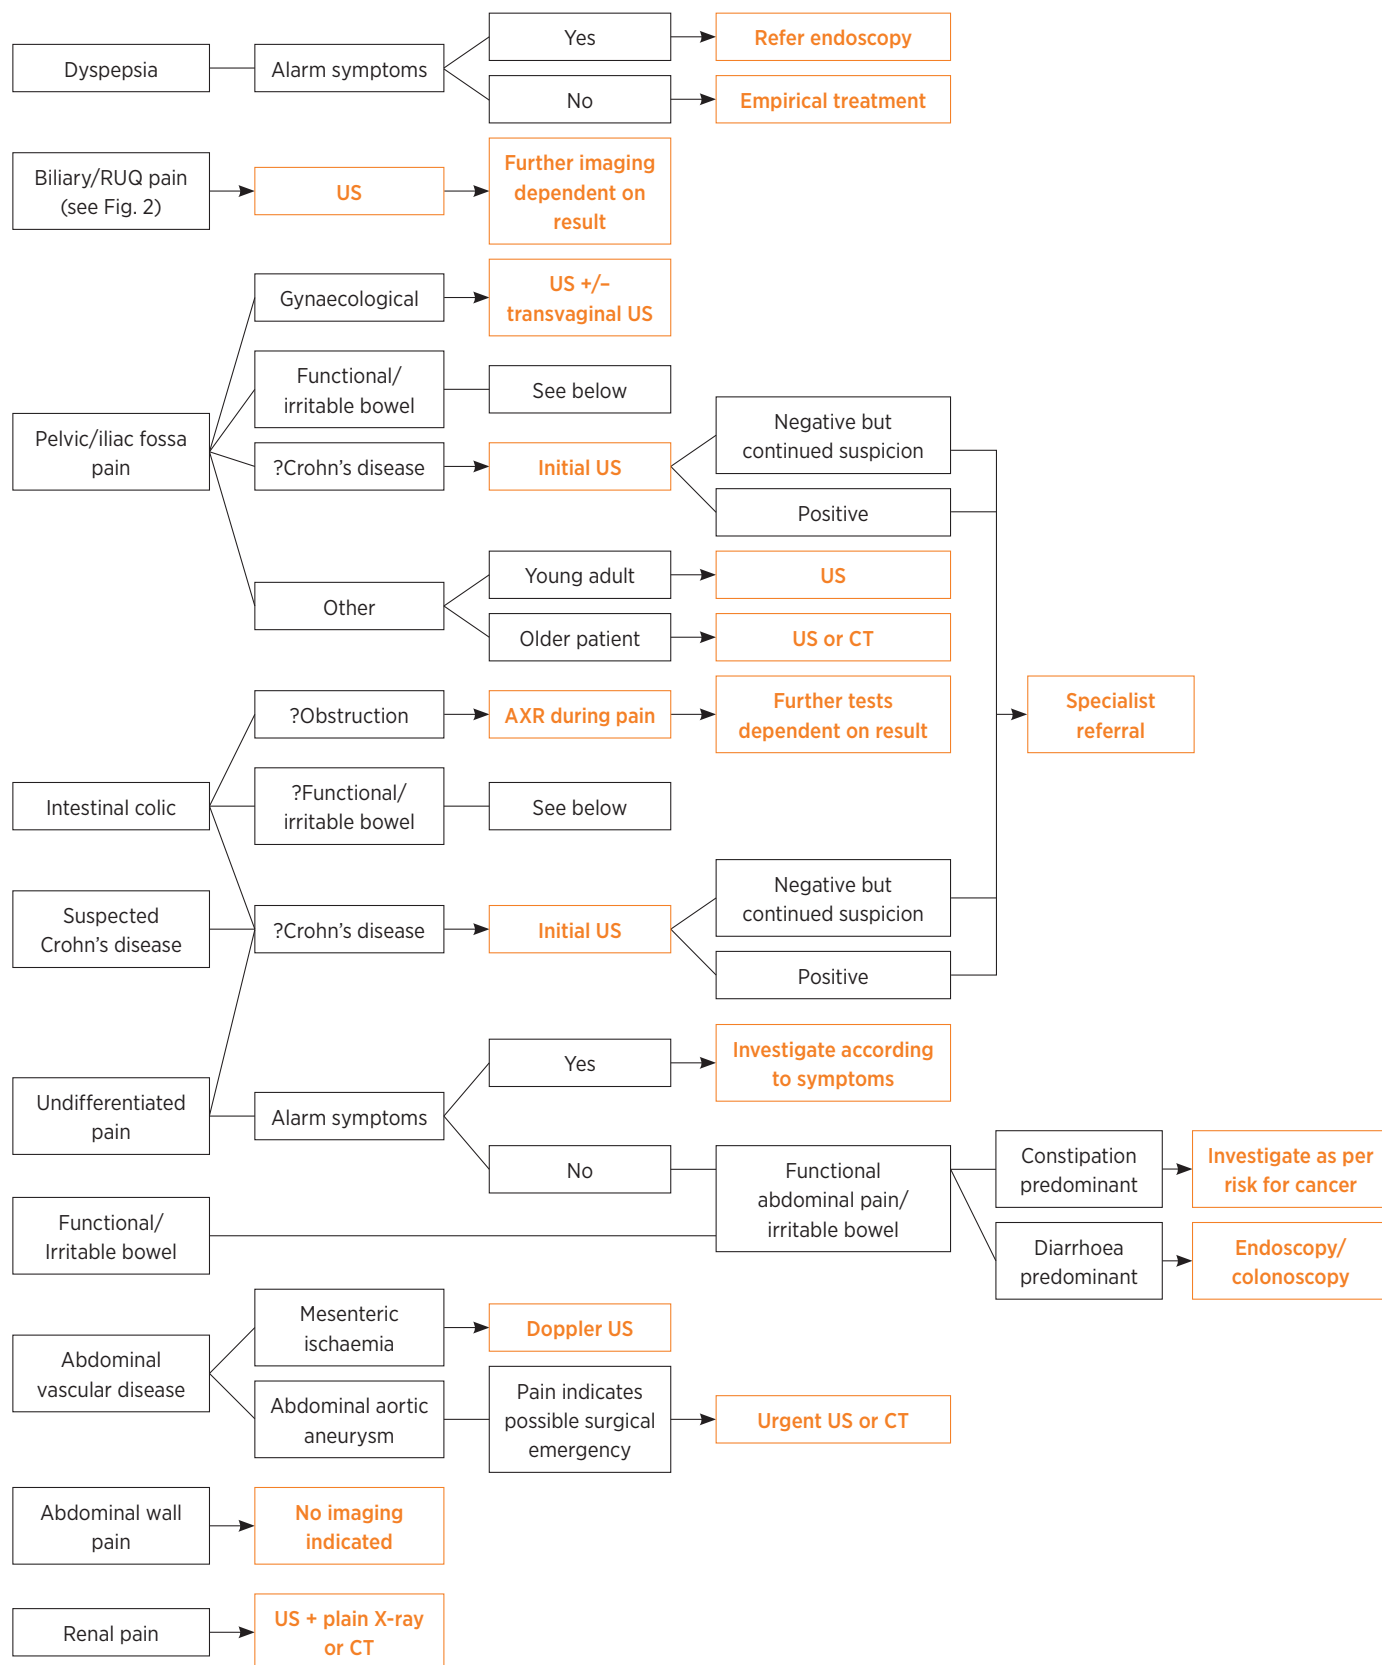 Dyspepsia
Alarm symptoms
Yes
Refer endoscopy
No
Empirical treatment
Biliary/RUQ pain
(see Fig. 2)
US
Further imaging
dependent on
result
Pelvic/iliac fossa
pain
Gynaecological
US +/–
transvaginal US
Functional/
irritable bowel
See below
?Crohn’s disease
Initial US
Negative but
continued suspicion
Positive
Other
Young adult
US
Older patient
US or CT
Specialist
referral
Intestinal colic
?Obstruction
AXR during pain
Further tests
dependent on result
?Functional/
irritable bowel
See below
Suspected
Crohn’s disease
?Crohn’s disease
Initial US
Negative but
continued suspicion
Positive
Undifferentiated
pain
Alarm symptoms
Yes
Investigate according
to symptoms
No
Functional
abdominal pain/
irritable bowel
Constipation
predominant
Investigate as per
risk for cancer
Diarrhoea
predominant
Endoscopy/
colonoscopy
Functional/
Irritable bowel
Abdominal
vascular disease
Mesenteric
ischaemia
Doppler US
Abdominal aortic
aneurysm
Pain indicates
possible surgical
emergency
Urgent US or CT
Abdominal wall
pain
No imaging
indicated
Renal pain
US + plain X-ray
or CT